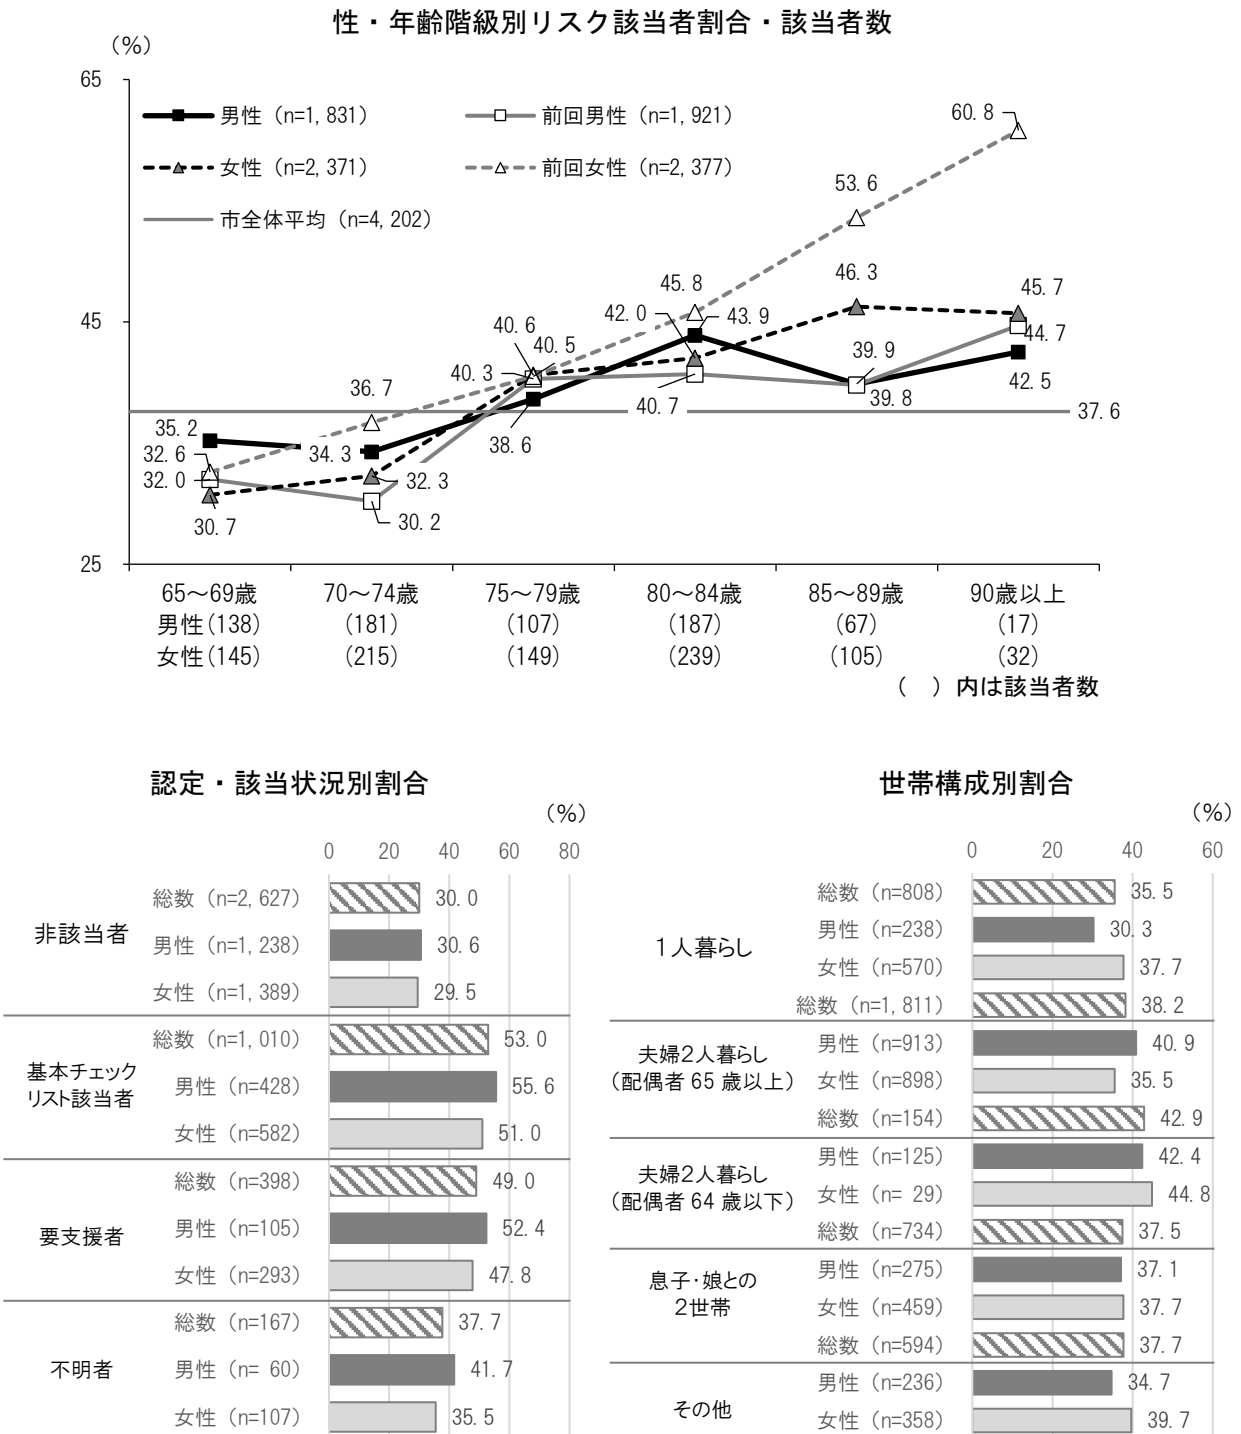 性・年齢階級別リスク該当者割合・該当者数
(%)
65
45
25
男性（n=1,831）
前回男性（n=1,921）
女性（n=2,371）
前回女性（n=2,377）
市全体平均（n=4,202）
60.8
53.6
46.3
45.7
45.8
42.0
43.9
44.7
40.6
40.5
40.3
39.9
39.8
42.5
36.7
40.7
37.6
35.2
34.3
38.6
32.6
32.0
32.3
30.7
30.2
65～69歳 70～74歳 75～79歳 80～84歳 85～89歳 90歳以上
男性(138) (181) (107) (187) (67) (17)
女性(145) (215) (149) (239) (105) (32)
（　）内は該当者数
認定・該当状況別割合
(%)
0 20 40 60 80
非該当者
総数（n=2,627） 30.0
男性（n=1,238） 30.6
女性（n=1,389） 29.5
基本チェック
リスト該当者
総数（n=1,010） 53.0
男性（n=428） 55.6
女性（n=582） 51.0
要支援者
総数（n=398） 49.0
男性（n=105） 52.4
女性（n=293） 47.8
不明者
総数（n=167） 37.7
男性（n= 60） 41.7
女性（n=107） 35.5
世帯構成別割合
(%)
0 20 40 60
1人暮らし
総数（n=808） 35.5
男性（n=238） 30.3
女性（n=570） 37.7
総数（n=1,811） 38.2
夫婦2人暮らし
（配偶者 65 歳以上）
男性（n=913） 40.9
女性（n=898） 35.5
総数（n=154） 42.9
夫婦2人暮らし
（配偶者 64 歳以下）
男性（n=125） 42.4
女性（n= 29） 44.8
総数（n=734） 37.5
息子・娘との
2世帯
男性（n=275） 37.1
女性（n=459） 37.7
総数（n=594） 37.7
その他
男性（n=236） 34.7
女性（n=358） 39.7